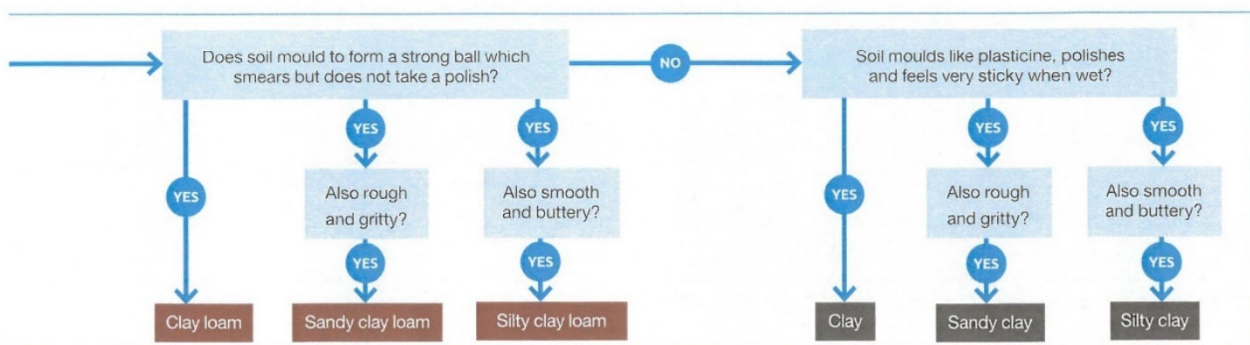 Does soil mould to form a strong ball which
smears but does not take a polish?
NO
Soil moulds like plasticine, polishes
and feels very sticky when wet?
YES
YES
YES
YES
YES
YES
Also rough
and gritty?
Also smooth
and buttery?
Also rough
and gritty?
Also smooth
and buttery?
YES
YES
YES
YES
Clay loam
Sandy clay loam
Silty clay loam
Clay
Sandy clay
Silty clay